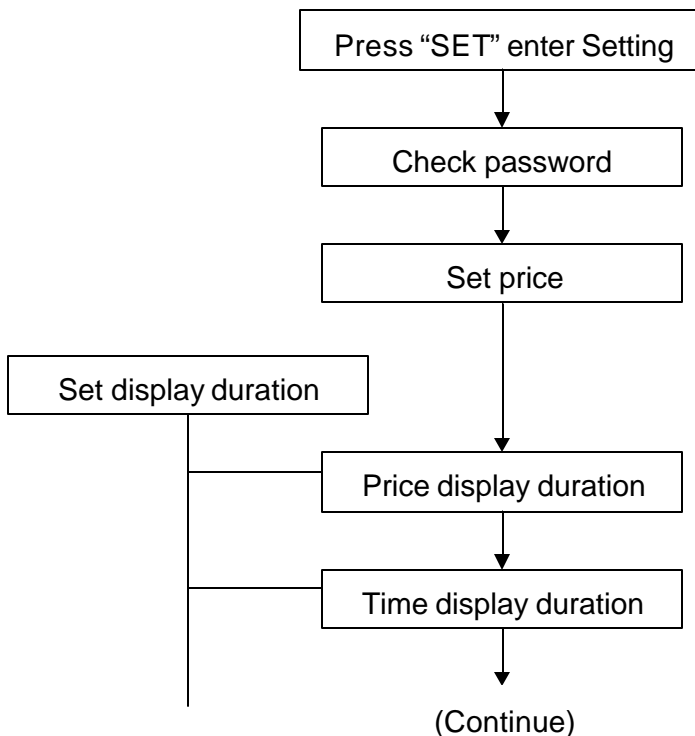 Press “SET” enter Setting
Check password
Set price
Set display duration
Price display duration
Time display duration
(Continue)